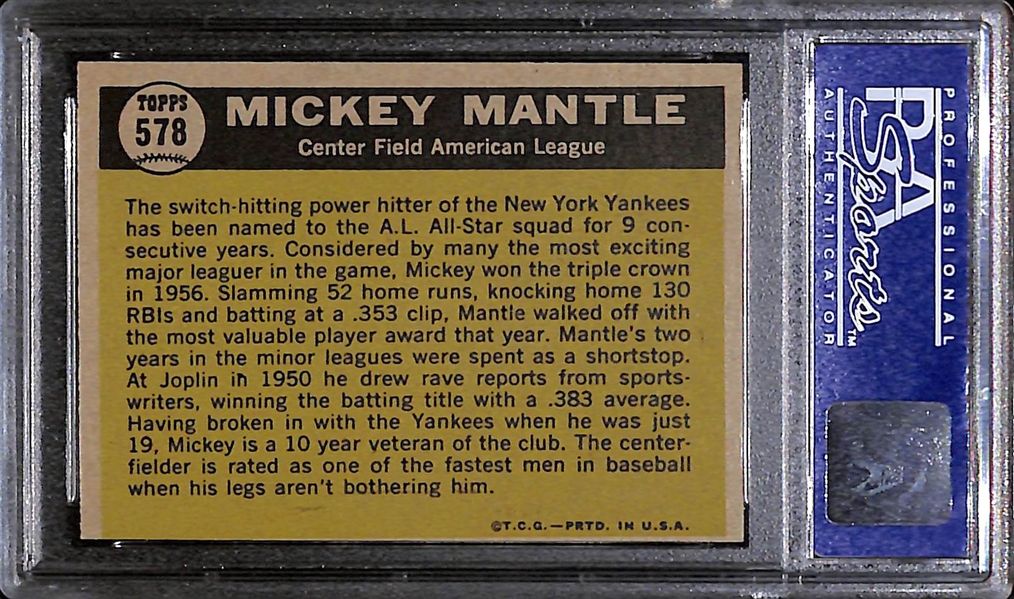 TOPPS
578
MICKEY MANTLE
Center Field American League
The switch-hitting power hitter of the New York Yankees
has been named to the A.L. All-Star squad for 9 con-
secutive years. Considered by many the most exciting
major leaguer in the game, Mickey won the triple crown
in 1956. Slamming 52 home runs, knocking home 130
RBIs and batting at a .353 clip, Mantle walked off with
the most valuable player award that year. Mantle's two
years in the minor leagues were spent as a shortstop.
At Joplin in 1950 he drew rave reports from sports-
writers, winning the batting title with a .383 average.
Having broken in with the Yankees when he was just
19, Mickey is a 10 year veteran of the club. The center-
fielder is rated as one of the fastest men in baseball
when his legs aren't bothering him.
©T.C.G.—PRTD. IN U.S.A.
PROFESSIONAL
PSA
Sports™
AUTHENTICATOR